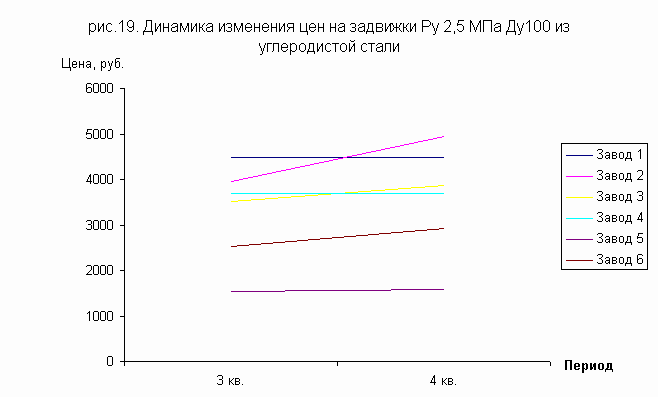 рис.19. Динамика изменения цен на задвижки Ру 2,5 МПа Ду100 из
углеродистой стали
Цена, руб.
6000
5000
4000
3000
2000
1000
0
3 кв.
4 кв.
Период
Завод 1
Завод 2
Завод 3
Завод 4
Завод 5
Завод 6